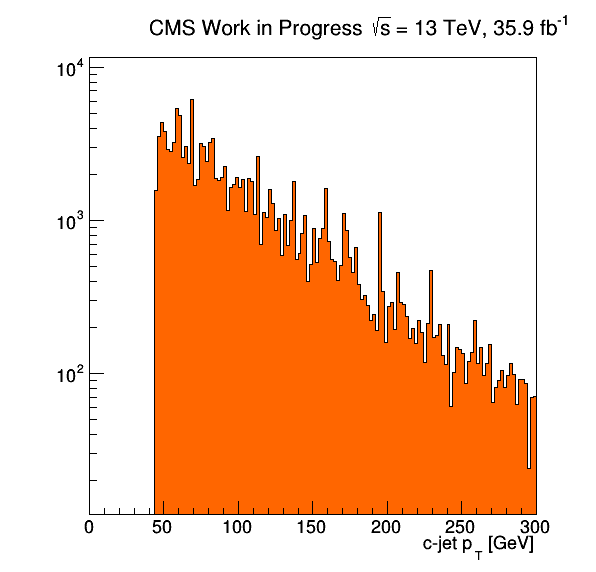 CMS Work in Progress √s = 13 TeV, 35.9 fb⁻¹
10⁴
10³
10²
0 50 100 150 200 250 300
c-jet p_T [GeV]